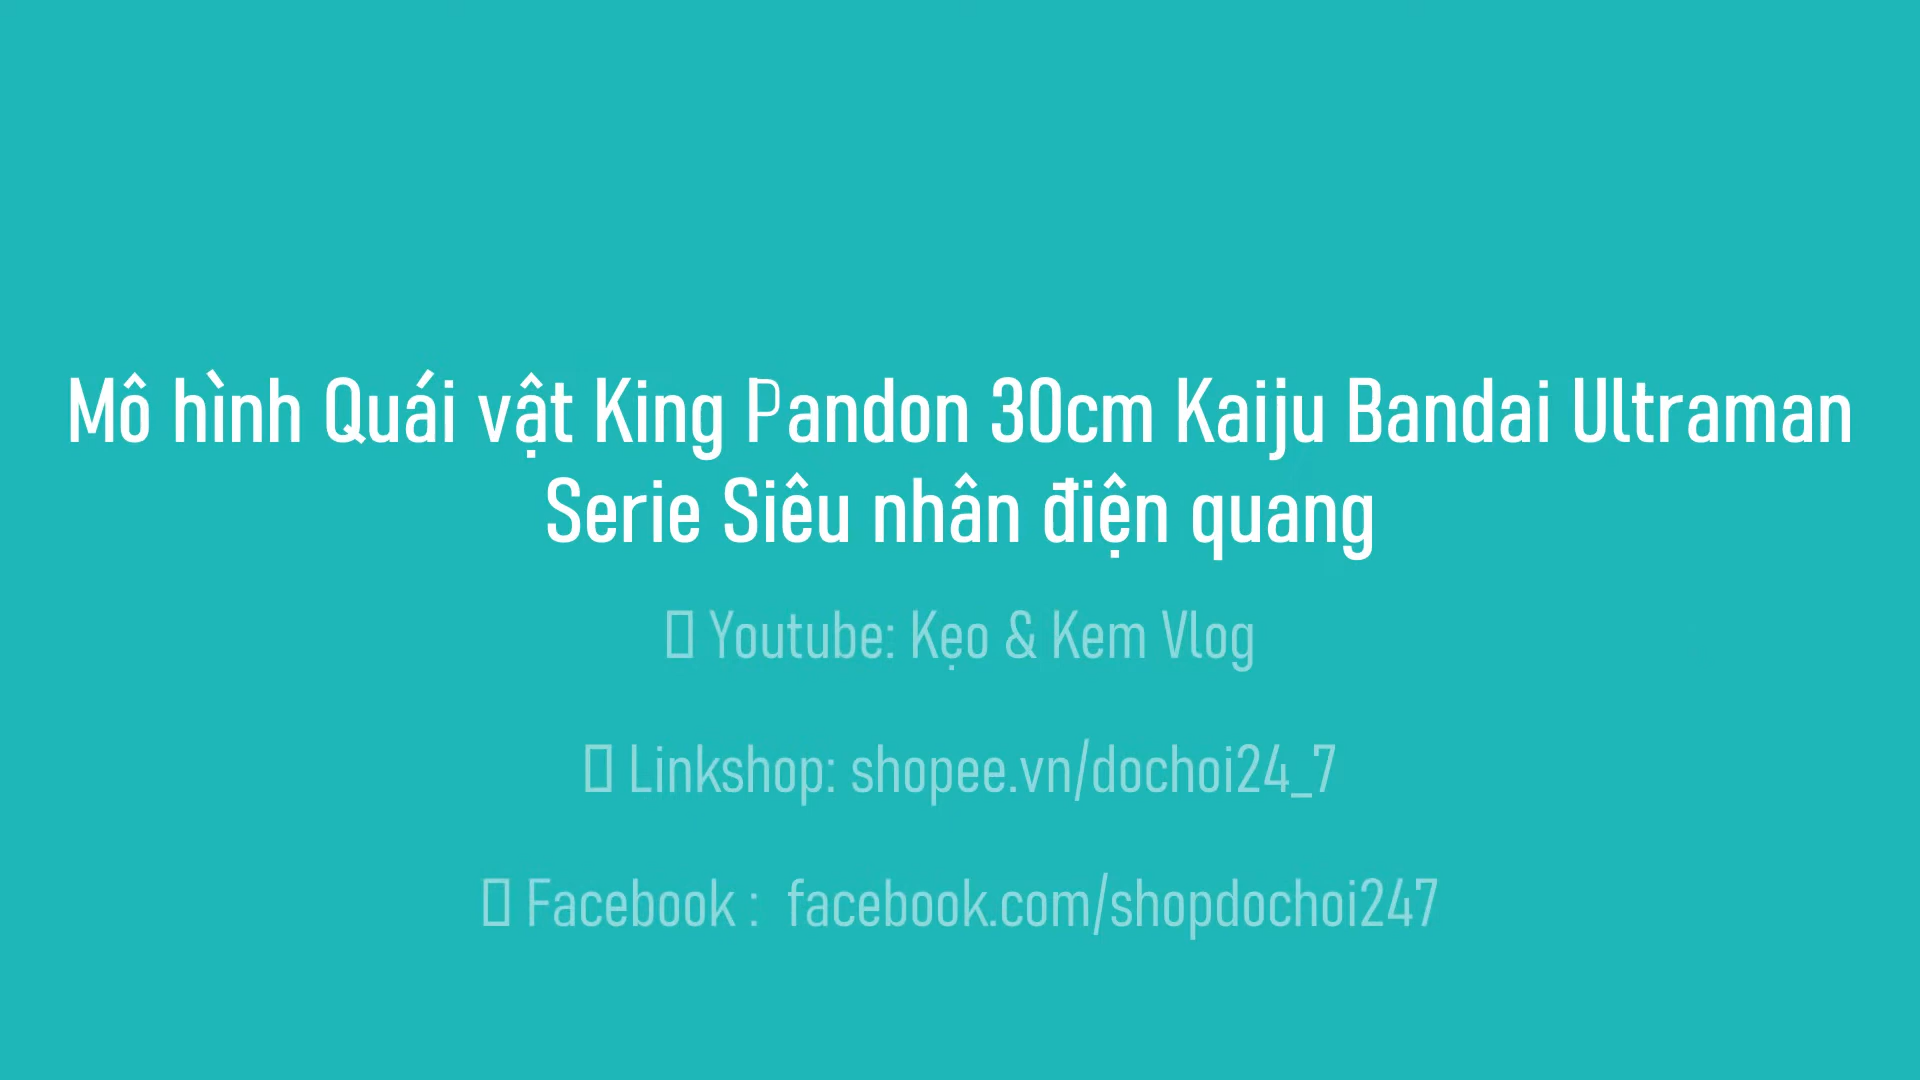 Mô hình Quái vật King Pandon 30cm Kaiju Bandai Ultraman
Serie Siêu nhân điện quang
Youtube: Kẹo & Kem Vlog
Linkshop: shopee.vn/dochoi24_7
Facebook : facebook.com/shopdochoi247